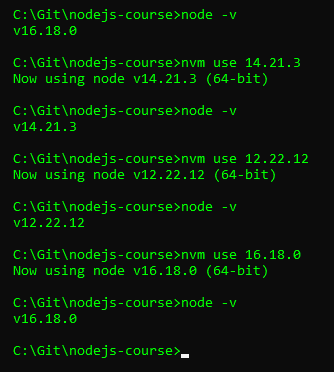 C:\Git\nodejs-course>node -v
v16.18.0
C:\Git\nodejs-course>nvm use 14.21.3
Now using node v14.21.3 (64-bit)
C:\Git\nodejs-course>node -v
v14.21.3
C:\Git\nodejs-course>nvm use 12.22.12
Now using node v12.22.12 (64-bit)
C:\Git\nodejs-course>node -v
v12.22.12
C:\Git\nodejs-course>nvm use 16.18.0
Now using node v16.18.0 (64-bit)
C:\Git\nodejs-course>node -v
v16.18.0
C:\Git\nodejs-course>